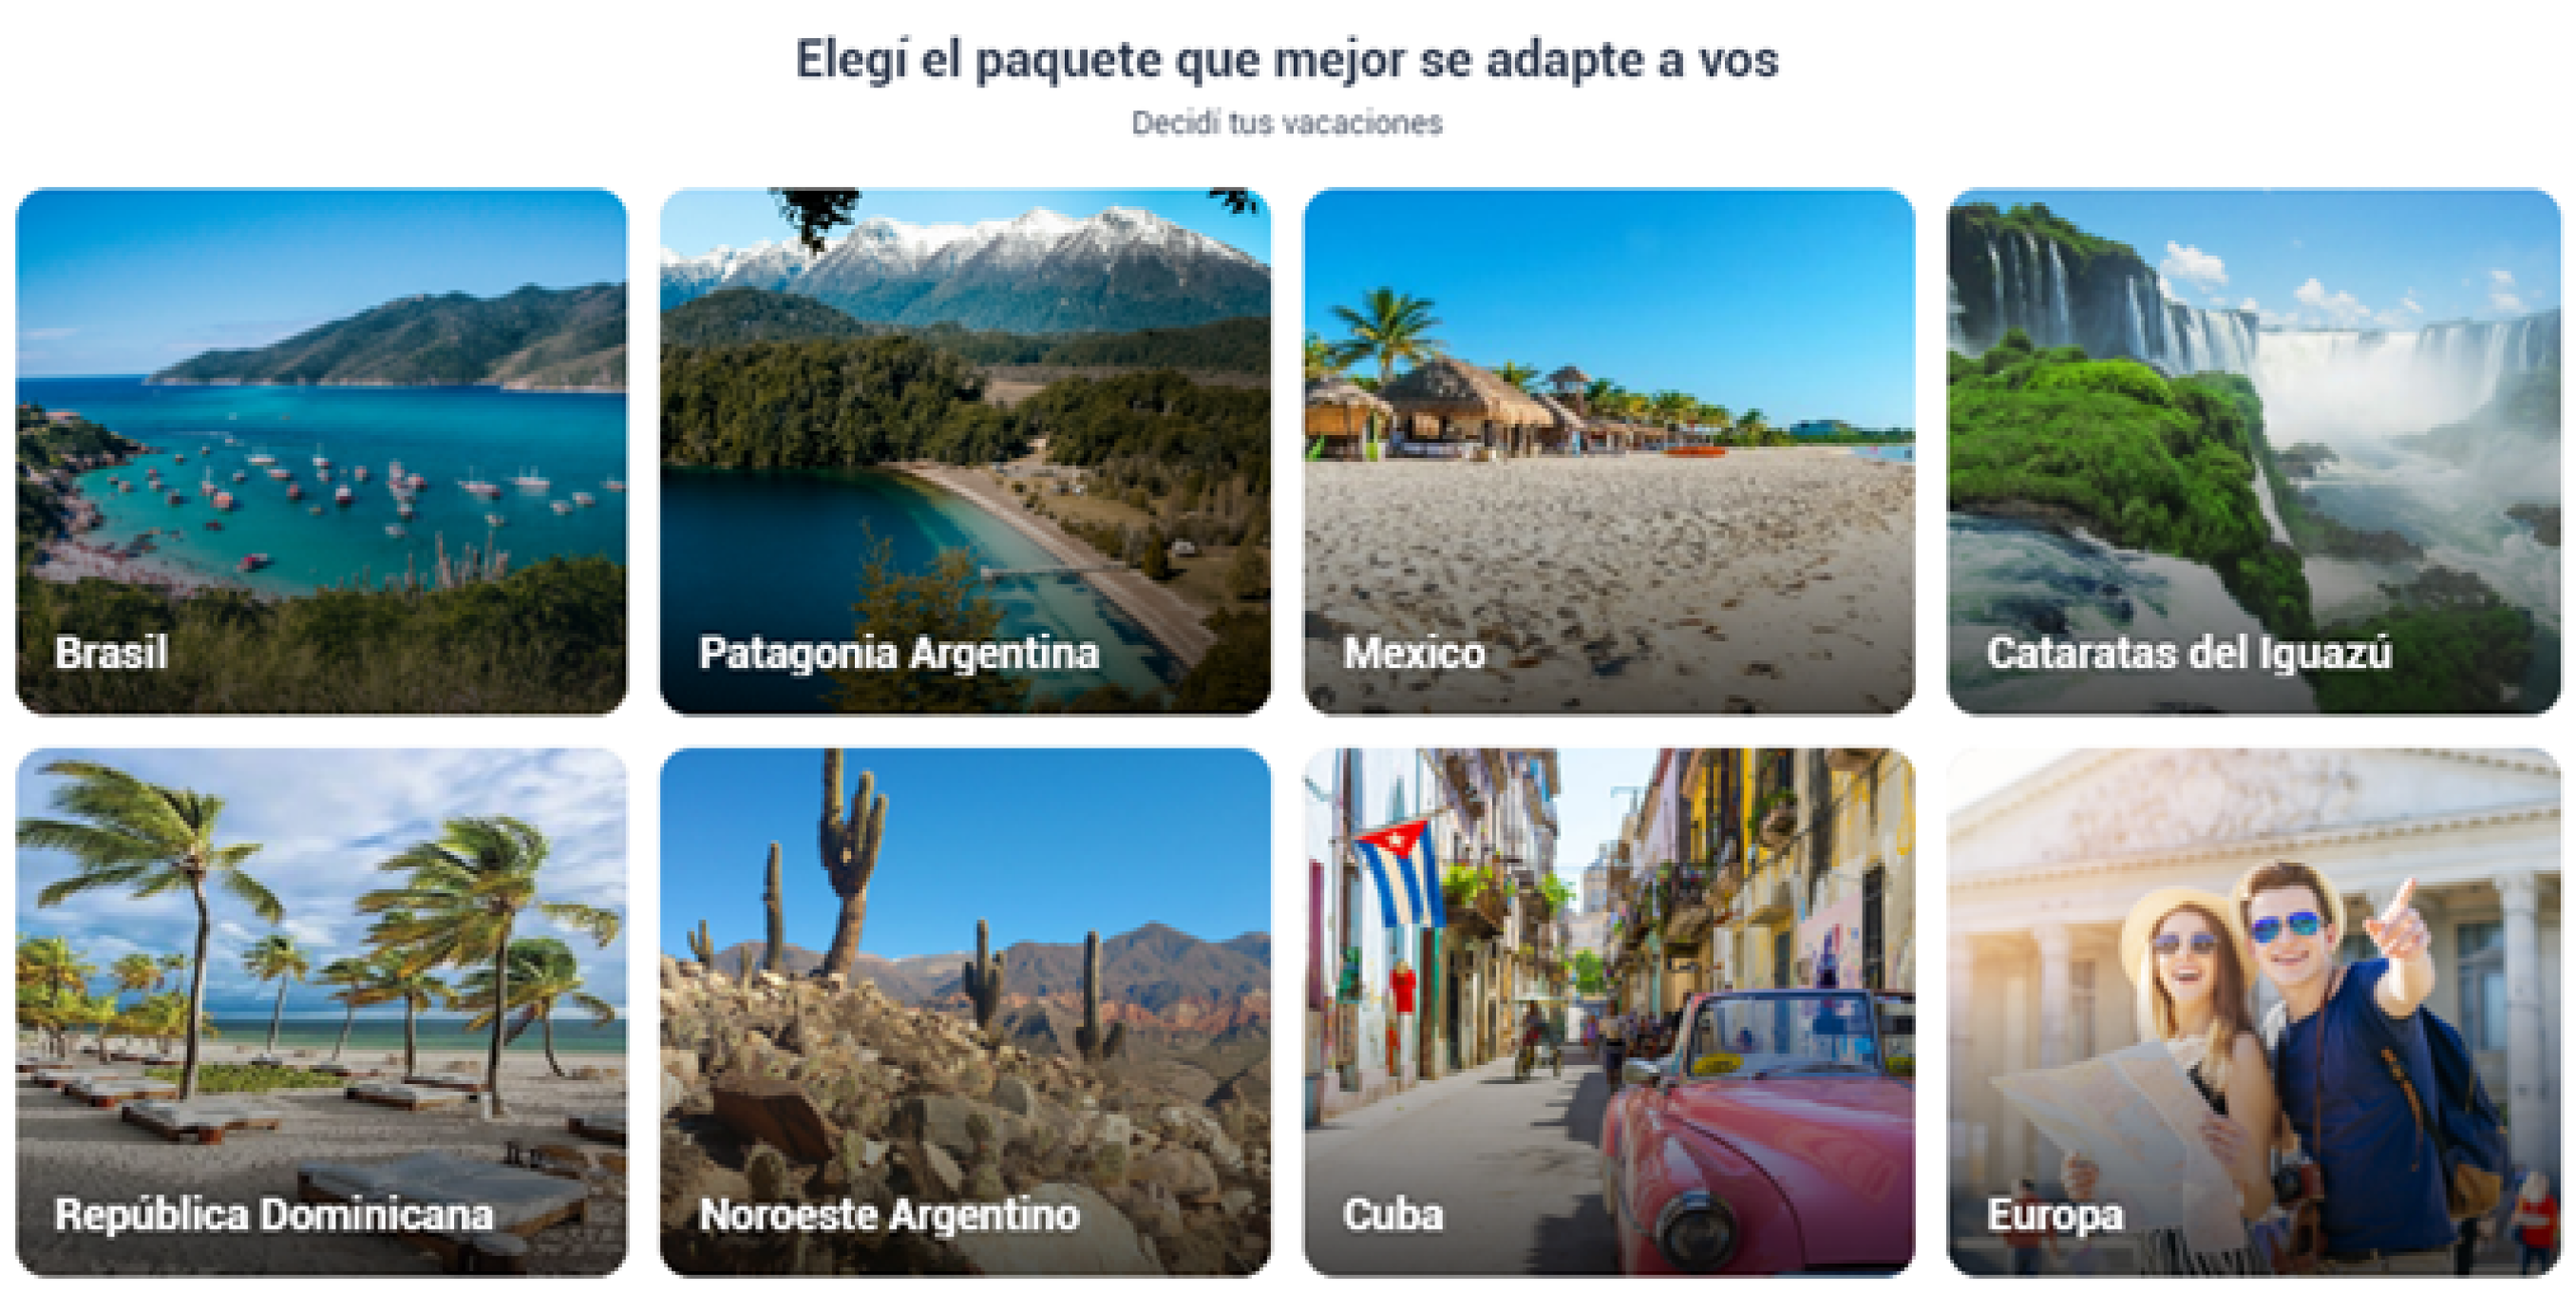 Elegí el paquete que mejor se adapte a vos
Decidí tus vacaciones
Brasil
Patagonia Argentina
Mexico
Cataratas del Iguazú
República Dominicana
Noroeste Argentino
Cuba
Europa